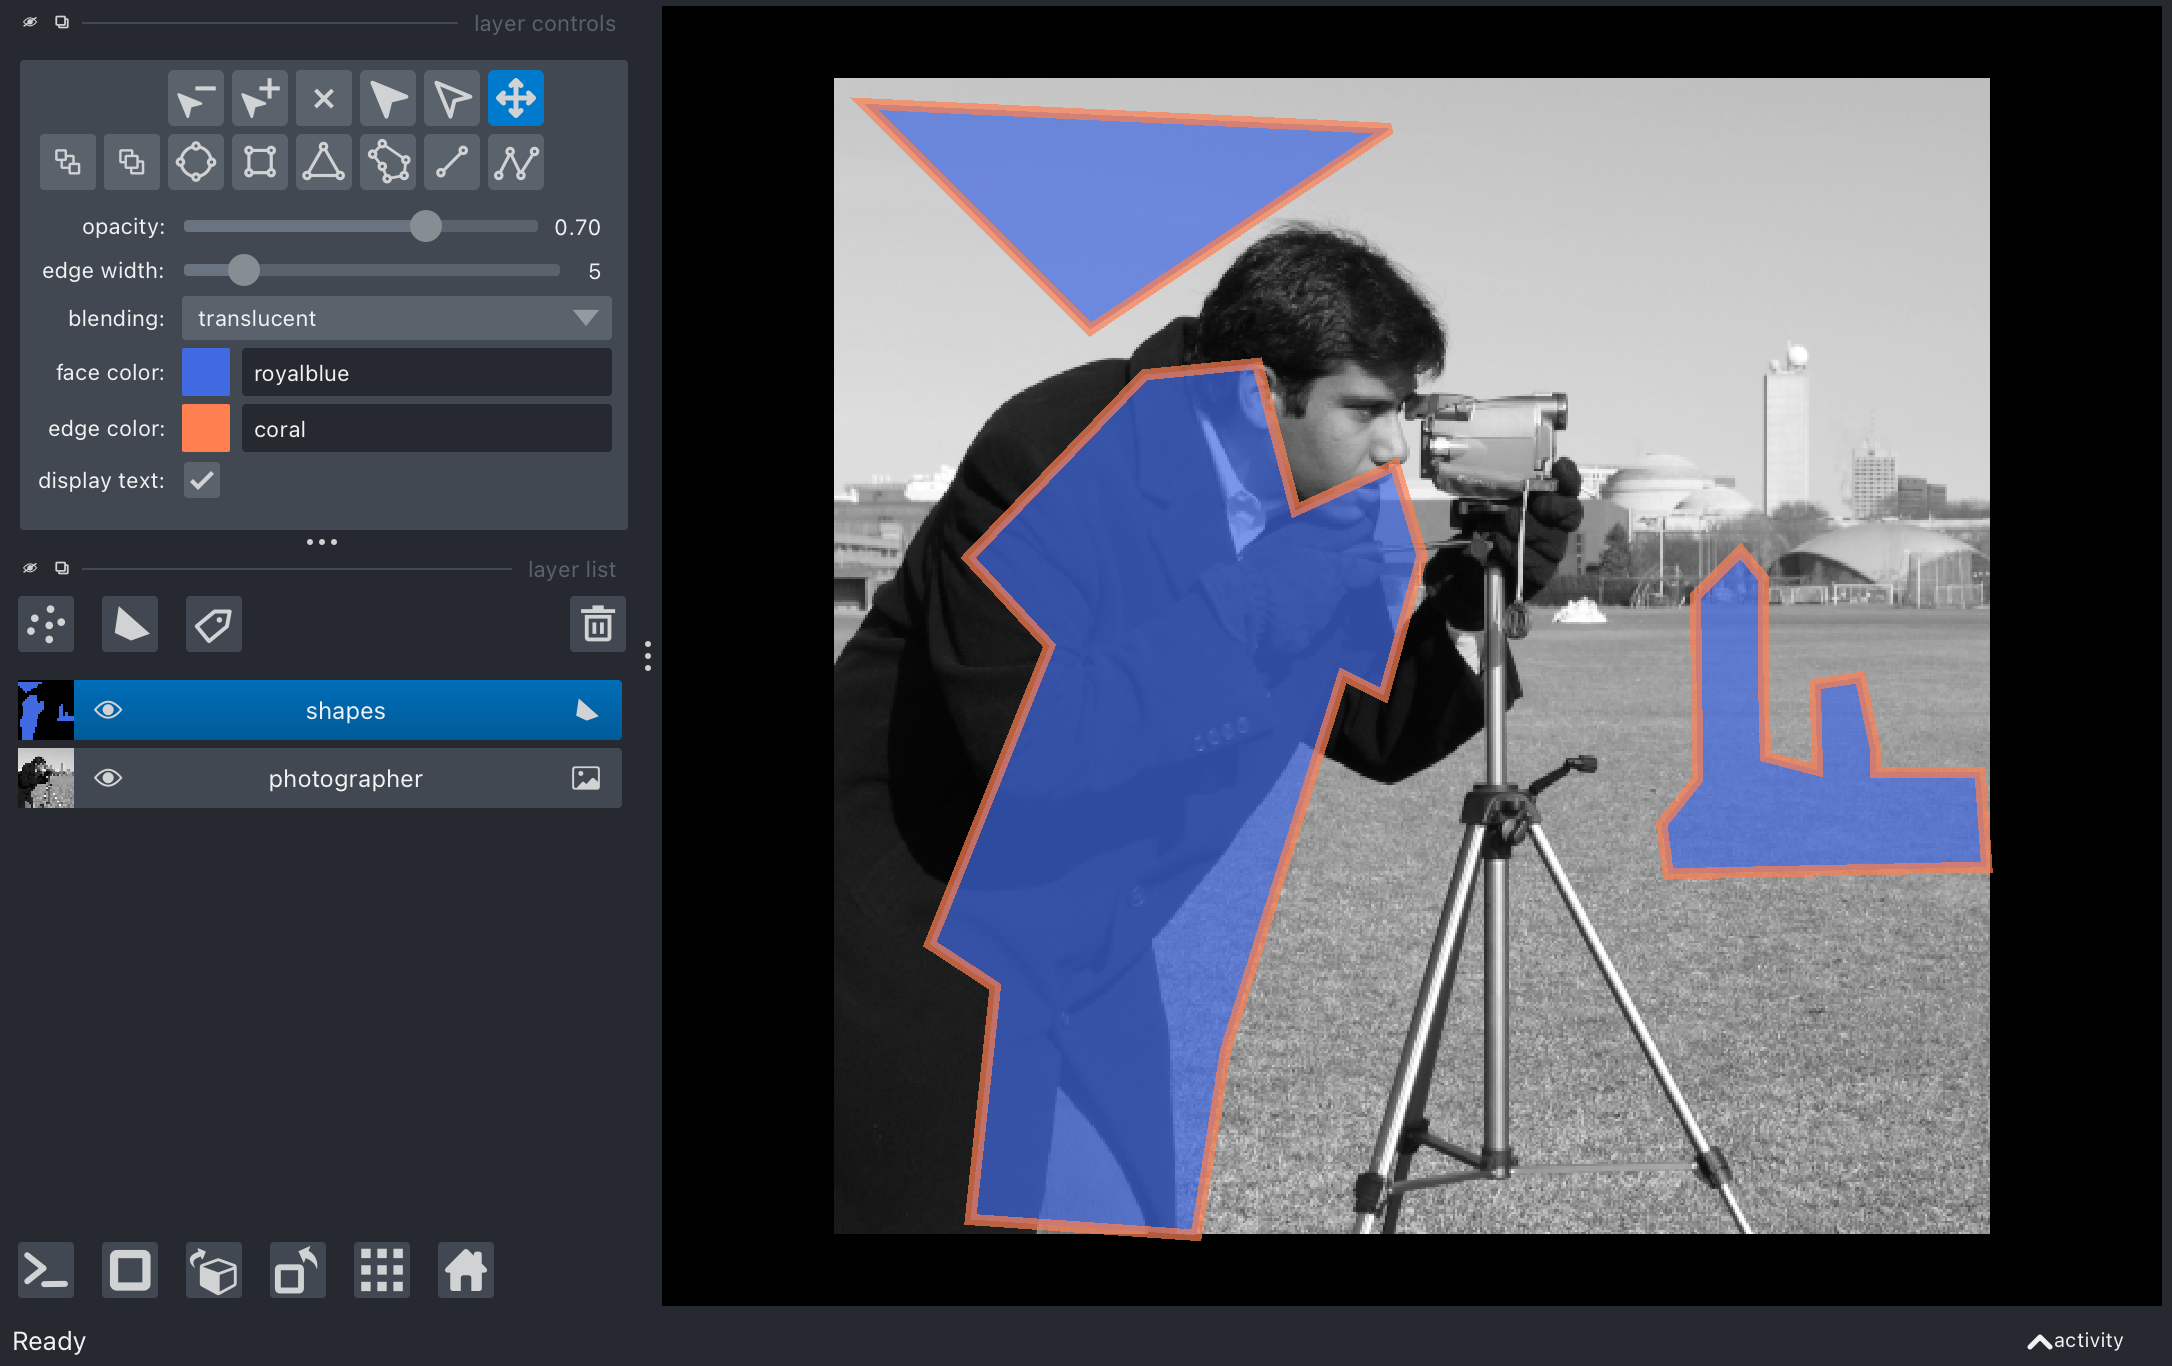 layer controls
opacity: 0.70
edge width: 5
blending: translucent
face color: royalblue
edge color: coral
display text:
layer list
shapes
photographer
Ready
activity